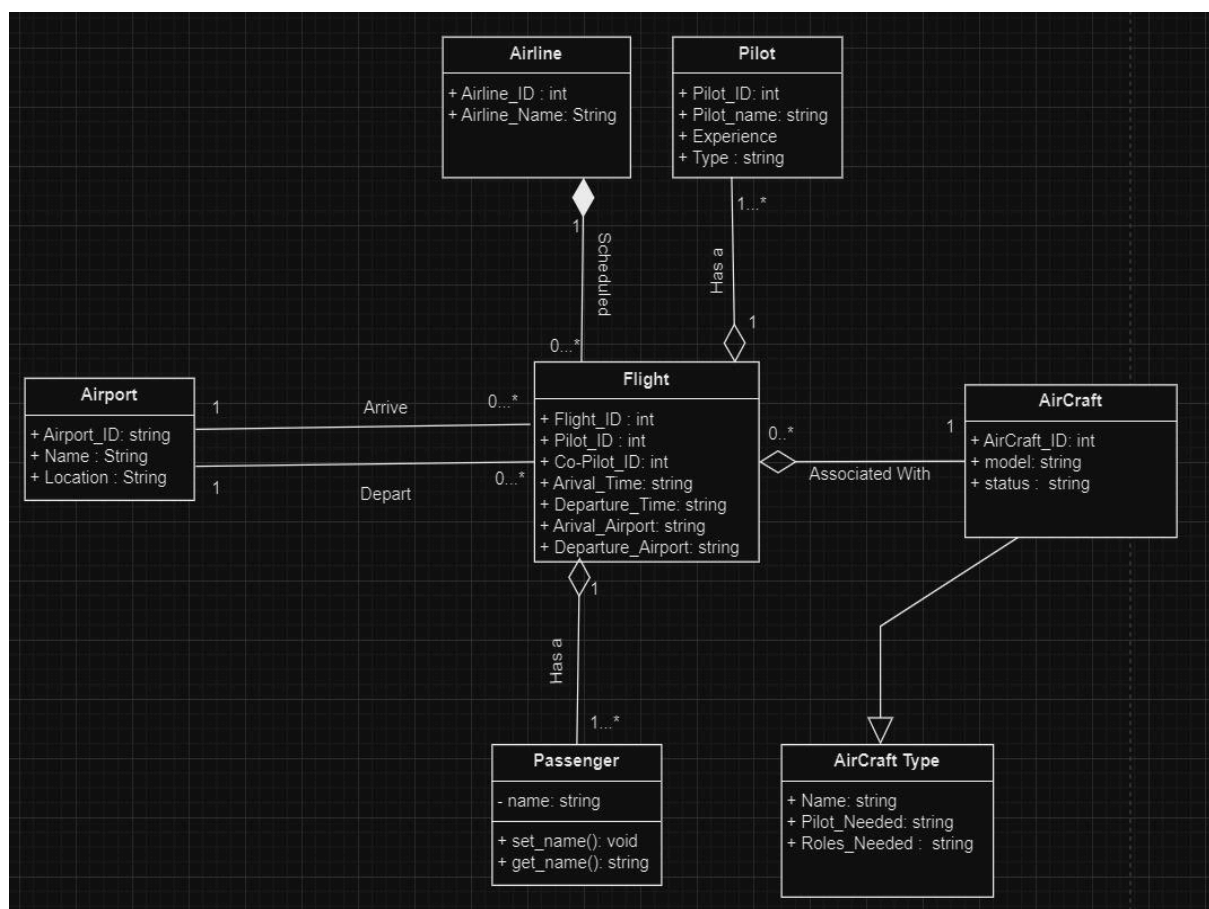 Airline
+ Airline_ID : int
+ Airline_Name: String
Pilot
+ Pilot_ID: int
+ Pilot_name: string
+ Experience
+ Type : string
1
Scheduled
0...*
1...*
Has a
1
Airport
+ Airport_ID: string
+ Name : String
+ Location : String
1
Arrive
0...*
1
Depart
0...*
Flight
+ Flight_ID : int
+ Pilot_ID : int
+ Co-Pilot_ID: int
+ Arival_Time: string
+ Departure_Time: string
+ Arival_Airport: string
+ Departure_Airport: string
0..*
Associated With
1
AirCraft
+ AirCraft_ID: int
+ model: string
+ status : string
1
Has a
1...*
Passenger
- name: string
+ set_name(): void
+ get_name(): string
AirCraft Type
+ Name: string
+ Pilot_Needed: string
+ Roles_Needed : string